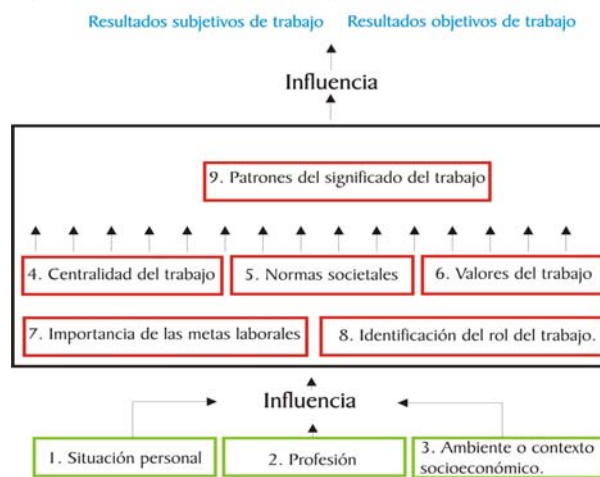 Resultados subjetivos de trabajo Resultados objetivos de trabajo
Influencia
9. Patrones del significado del trabajo
4. Centralidad del trabajo 5. Normas societales 6. Valores del trabajo
7. Importancia de las metas laborales 8. Identificación del rol del trabajo.
Influencia
1. Situación personal 2. Profesión 3. Ambiente o contexto
socioeconómico.